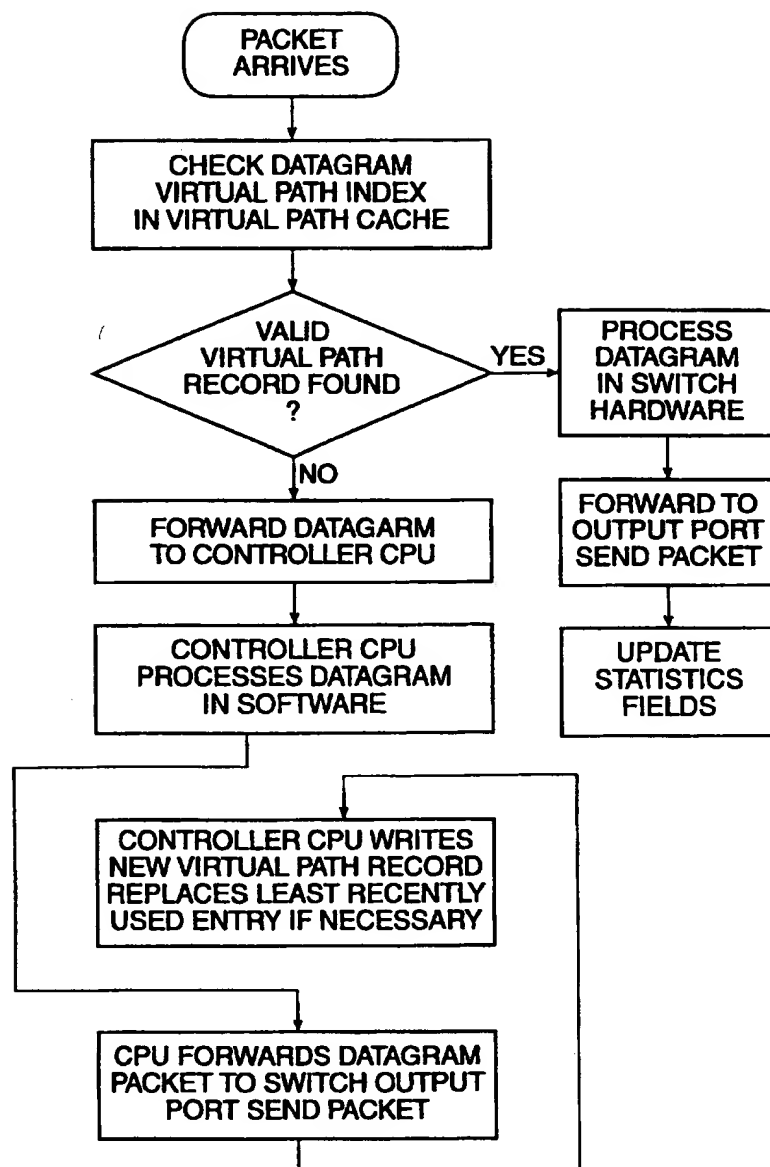 PACKET
ARRIVES
CHECK DATAGRAM
VIRTUAL PATH INDEX
IN VIRTUAL PATH CACHE
VALID
VIRTUAL PATH
RECORD FOUND
?
YES
PROCESS
DATAGRAM
IN SWITCH
HARDWARE
NO
FORWARD DATAGARM
TO CONTROLLER CPU
FORWARD TO
OUTPUT PORT
SEND PACKET
CONTROLLER CPU
PROCESSES DATAGRAM
IN SOFTWARE
UPDATE
STATISTICS
FIELDS
CONTROLLER CPU WRITES
NEW VIRTUAL PATH RECORD
REPLACES LEAST RECENTLY
USED ENTRY IF NECESSARY
CPU FORWARDS DATAGRAM
PACKET TO SWITCH OUTPUT
PORT SEND PACKET